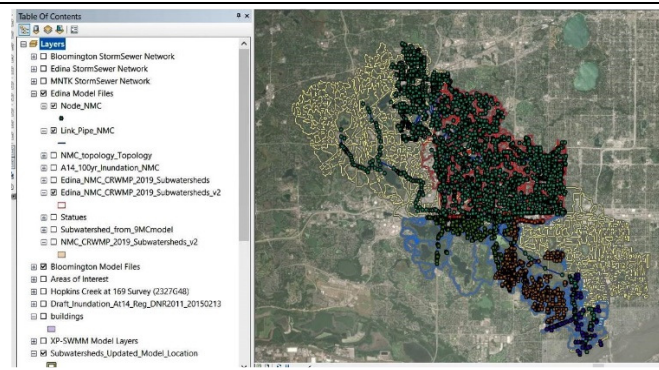 Table Of Contents
Layers
Bloomington StormSewer Network
Edina StormSewer Network
MNTK StormSewer Network
Edina Model Files
Node_NMC
Link_Pipe_NMC
NMC_topology_Topology
A14_100yr_Inundation_NMC
Edina_NMC_CRWMP_2019_Subwatersheds
Edina_NMC_CRWMP_2019_Subwatersheds_v2
Statues
Subwatershed_from_9MCmodel
NMC_CRWMP_2019_Subwatersheds_v2
Bloomington Model Files
Areas of Interest
Hopkins Creek at 169 Survey (2327G48)
Draft_Inundation_At14_Reg_DNR2011_20150213
buildings
XP-SWMM Model Layers
Subwatersheds_Updated_Model_Location